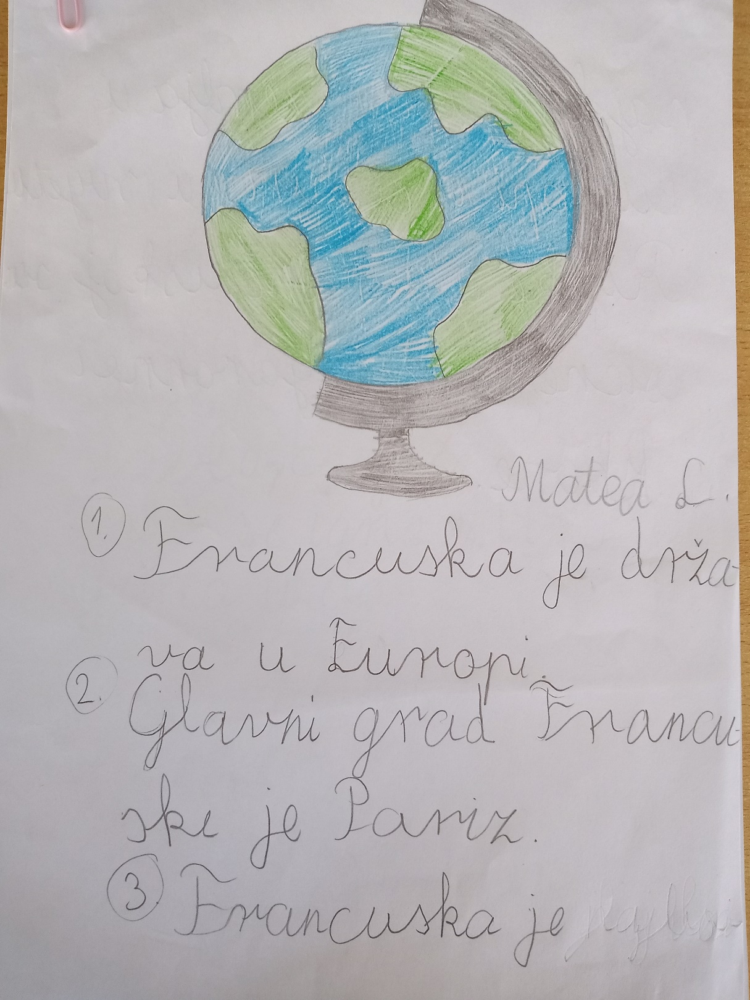 Matea L.
1. Francuska je drža-
va u Europi.
2. Glavni grad Francu-
ske je Pariz.
3. Francuska je